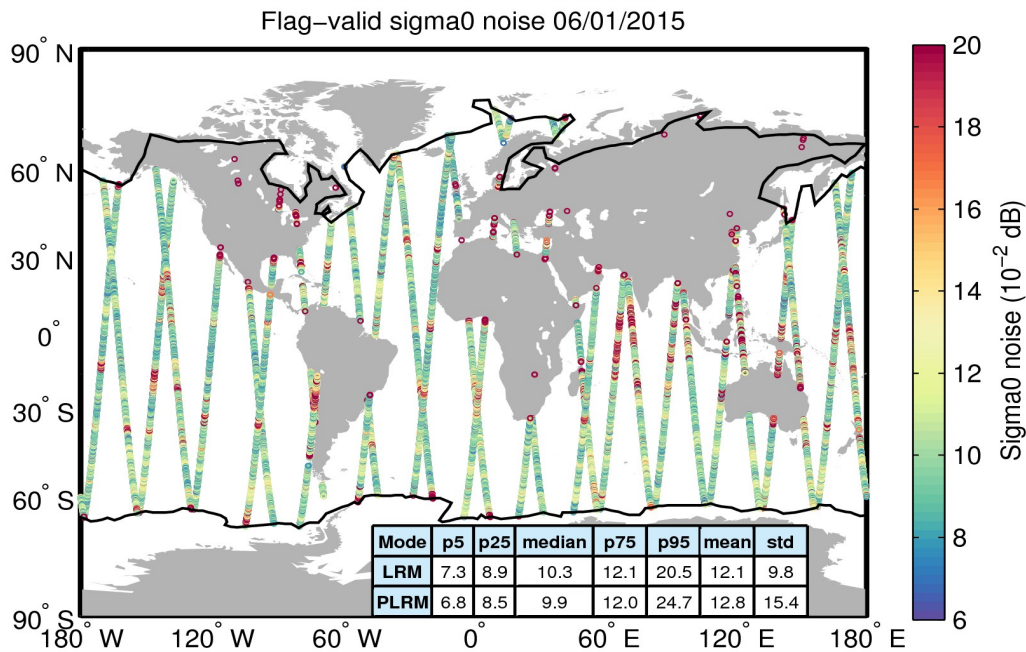 Flag−valid sigma0 noise 06/01/2015
90° N
60° N
30° N
0°
30° S
60° S
90° S
180° W
120° W
60° W
0°
60° E
120° E
180° E
Mode p5 p25 median p75 p95 mean std
LRM 7.3 8.9 10.3 12.1 20.5 12.1 9.8
PLRM 6.8 8.5 9.9 12.0 24.7 12.8 15.4
20
18
16
14
12
10
8
6
Sigma0 noise (10⁻² dB)